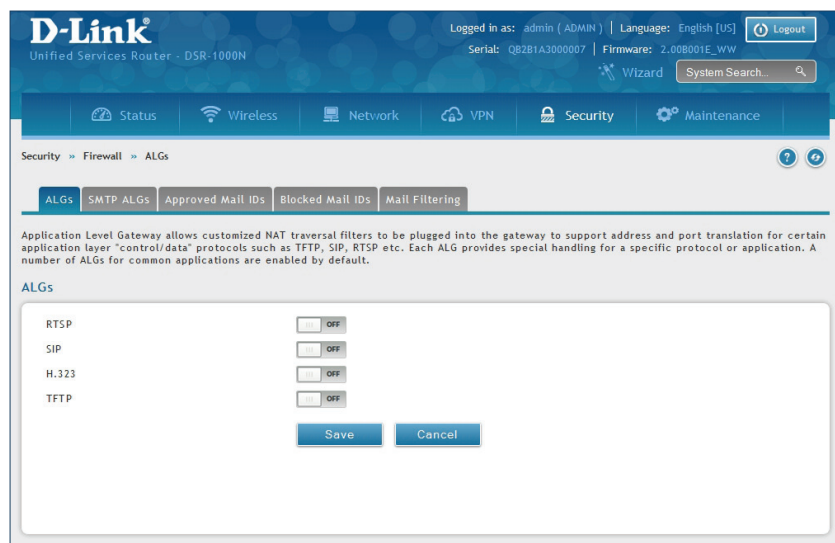 D-Link®
Unified Services Router - DSR-1000N
Logged in as: admin ( ADMIN ) | Language: English [US]
Logout
Serial: QB2B1A3000007 | Firmware: 2.00B001E_WW
Wizard
System Search...
Status
Wireless
Network
VPN
Security
Maintenance
Security » Firewall » ALGs
ALGs
SMTP ALGs
Approved Mail IDs
Blocked Mail IDs
Mail Filtering
Application Level Gateway allows customized NAT traversal filters to be plugged into the gateway to support address and port translation for certain
application layer "control/data" protocols such as TFTP, SIP, RTSP etc. Each ALG provides special handling for a specific protocol or application. A
number of ALGs for common applications are enabled by default.
ALGs
RTSP OFF
SIP OFF
H.323 OFF
TFTP OFF
Save
Cancel